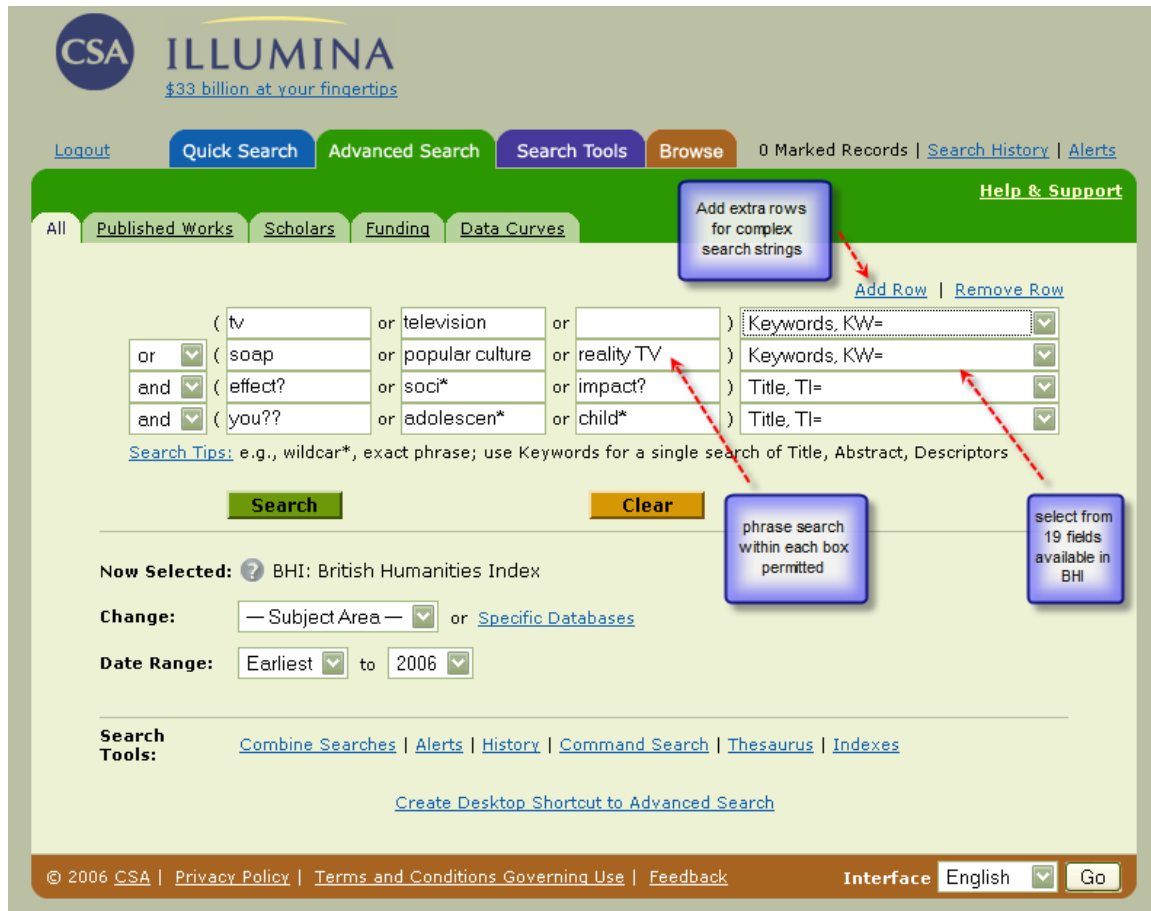 CSA ILLUMINA
$33 billion at your fingertips
Logout Quick Search Advanced Search Search Tools Browse 0 Marked Records | Search History | Alerts
Help & Support
All Published Works Scholars Funding Data Curves
Add extra rows
for complex
search strings
Add Row | Remove Row
( tv or television or ) Keywords, KW=
or ( soap or popular culture or reality TV ) Keywords, KW=
and ( effect? or soci* or impact? ) Title, TI=
and ( you?? or adolescen* or child* ) Title, TI=
Search Tips: e.g., wildcar*, exact phrase; use Keywords for a single search of Title, Abstract, Descriptors
Search Clear
phrase search
within each box
permitted
select from
19 fields
available in
BHI
Now Selected: ? BHI: British Humanities Index
Change: — Subject Area — or Specific Databases
Date Range: Earliest to 2006
Search
Tools: Combine Searches | Alerts | History | Command Search | Thesaurus | Indexes
Create Desktop Shortcut to Advanced Search
© 2006 CSA | Privacy Policy | Terms and Conditions Governing Use | Feedback Interface English Go